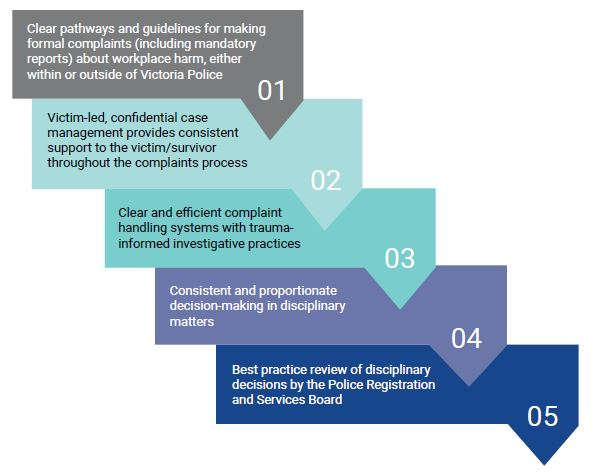 Clear pathways and guidelines for making
formal complaints (including mandatory
reports) about workplace harm, either
within or outside of Victoria Police
01
Victim-led, confidential case
management provides consistent
support to the victim/survivor
throughout the complaints process
02
Clear and efficient complaint
handling systems with trauma-
informed investigative practices
03
Consistent and proportionate
decision-making in disciplinary
matters
04
Best practice review of disciplinary
decisions by the Police Registration
and Services Board
05